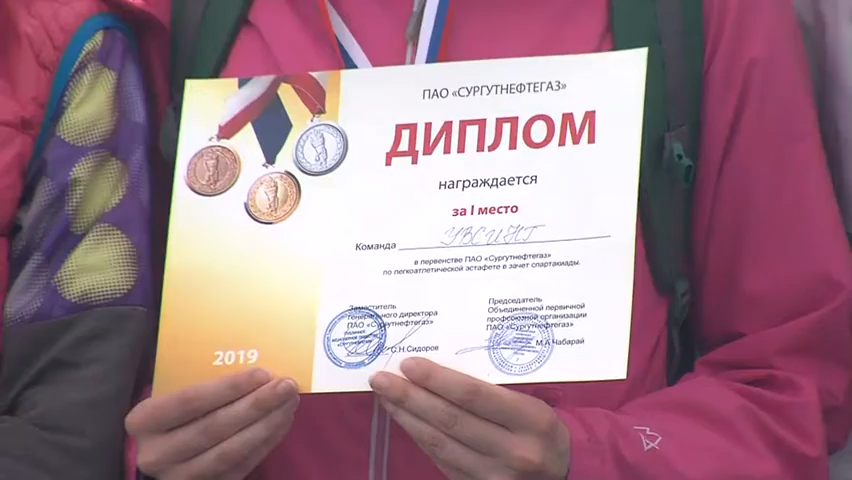 ПАО «СУРГУТНЕФТЕГАЗ»
ДИПЛОМ
награждается
за I место
Команда УВСИНГ
в первенстве ПАО «Сургутнефтегаз»
по легкоатлетической эстафете в зачет спартакиады.
Заместитель
генерального директора
ПАО «Сургутнефтегаз»
С.Н.Сидоров
Председатель
Объединенной первичной
профсоюзной организации
ПАО «Сургутнефтегаз»
М.А.Чабарай
2019